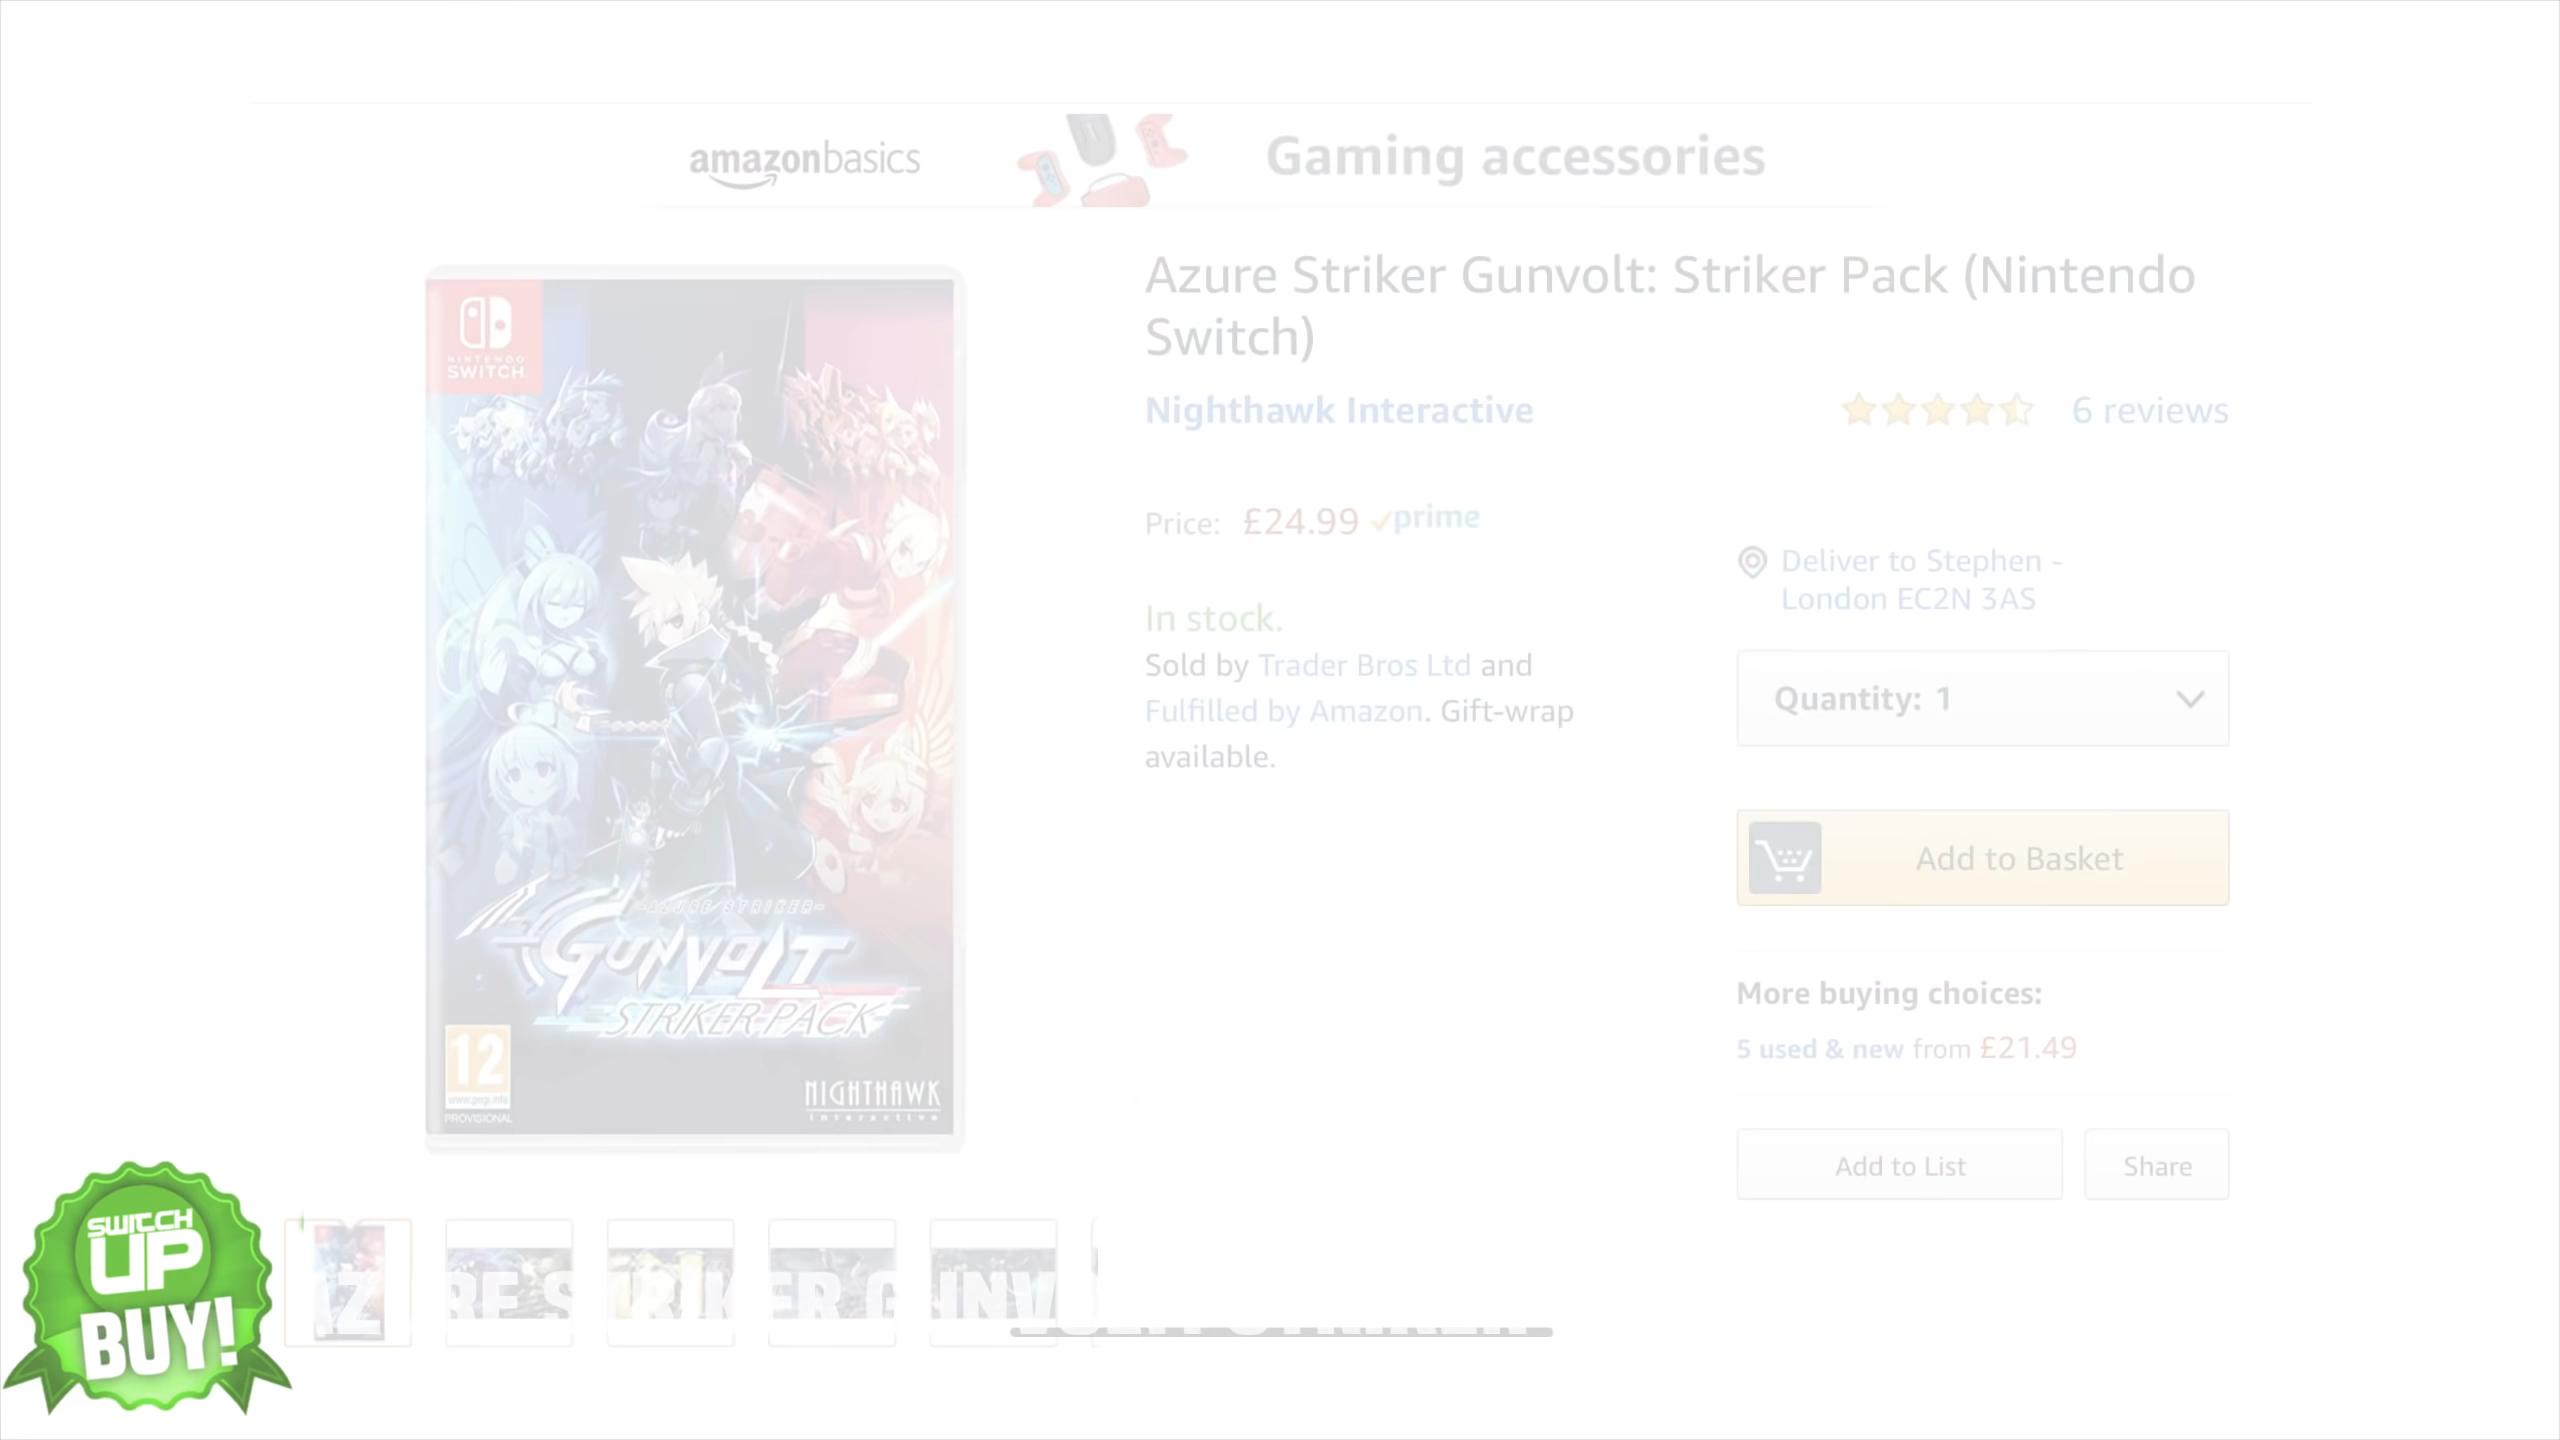 amazonbasics
Gaming accessories
Azure Striker Gunvolt: Striker Pack (Nintendo
Switch)
Nighthawk Interactive
6 reviews
Price: £24.99 prime
Deliver to Stephen -
London EC2N 3AS
In stock.
Sold by Trader Bros Ltd and
Fulfilled by Amazon. Gift-wrap
available.
Quantity: 1
Add to Basket
More buying choices:
5 used & new from £21.49
Add to List
Share
NINTENDO
SWITCH
-AZURE STRIKER-
GUNVOLT
STRIKER PACK
12
www.pegi.info
PROVISIONAL
NIGHTHAWK
interactive
SWITCH
UP
BUY!